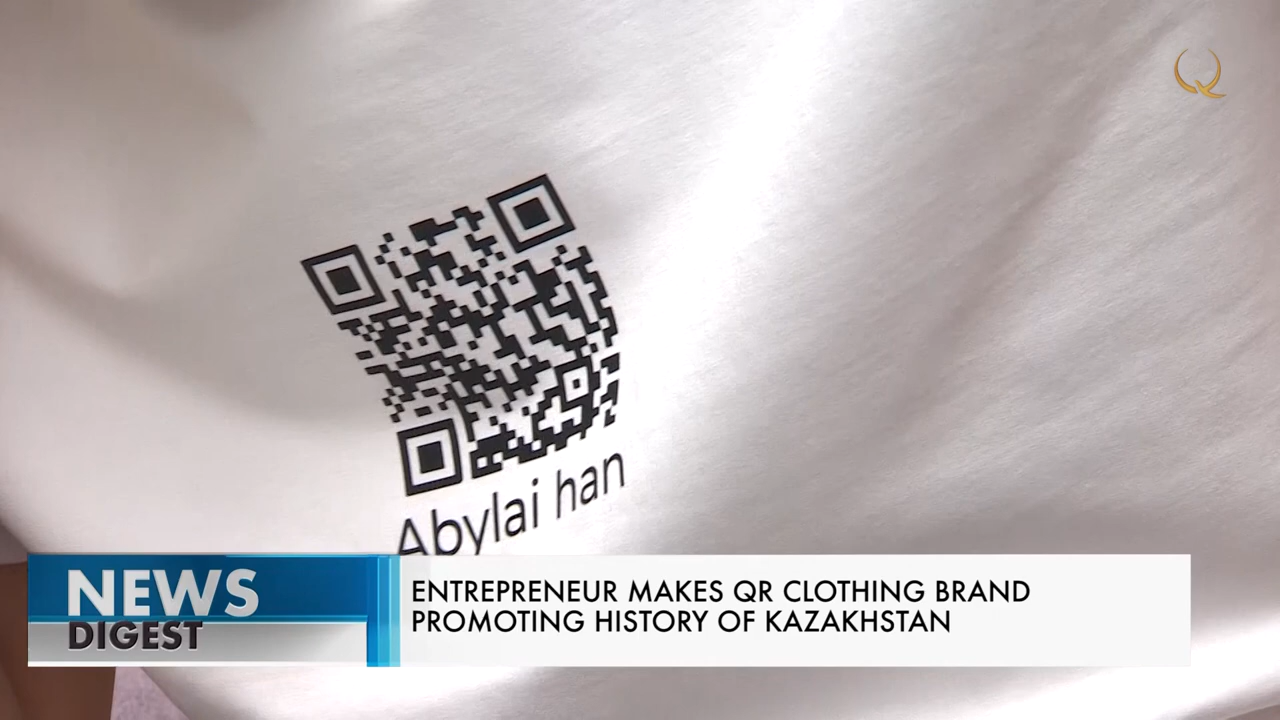 Abylai han
NEWS
DIGEST
ENTREPRENEUR MAKES QR CLOTHING BRAND
PROMOTING HISTORY OF KAZAKHSTAN